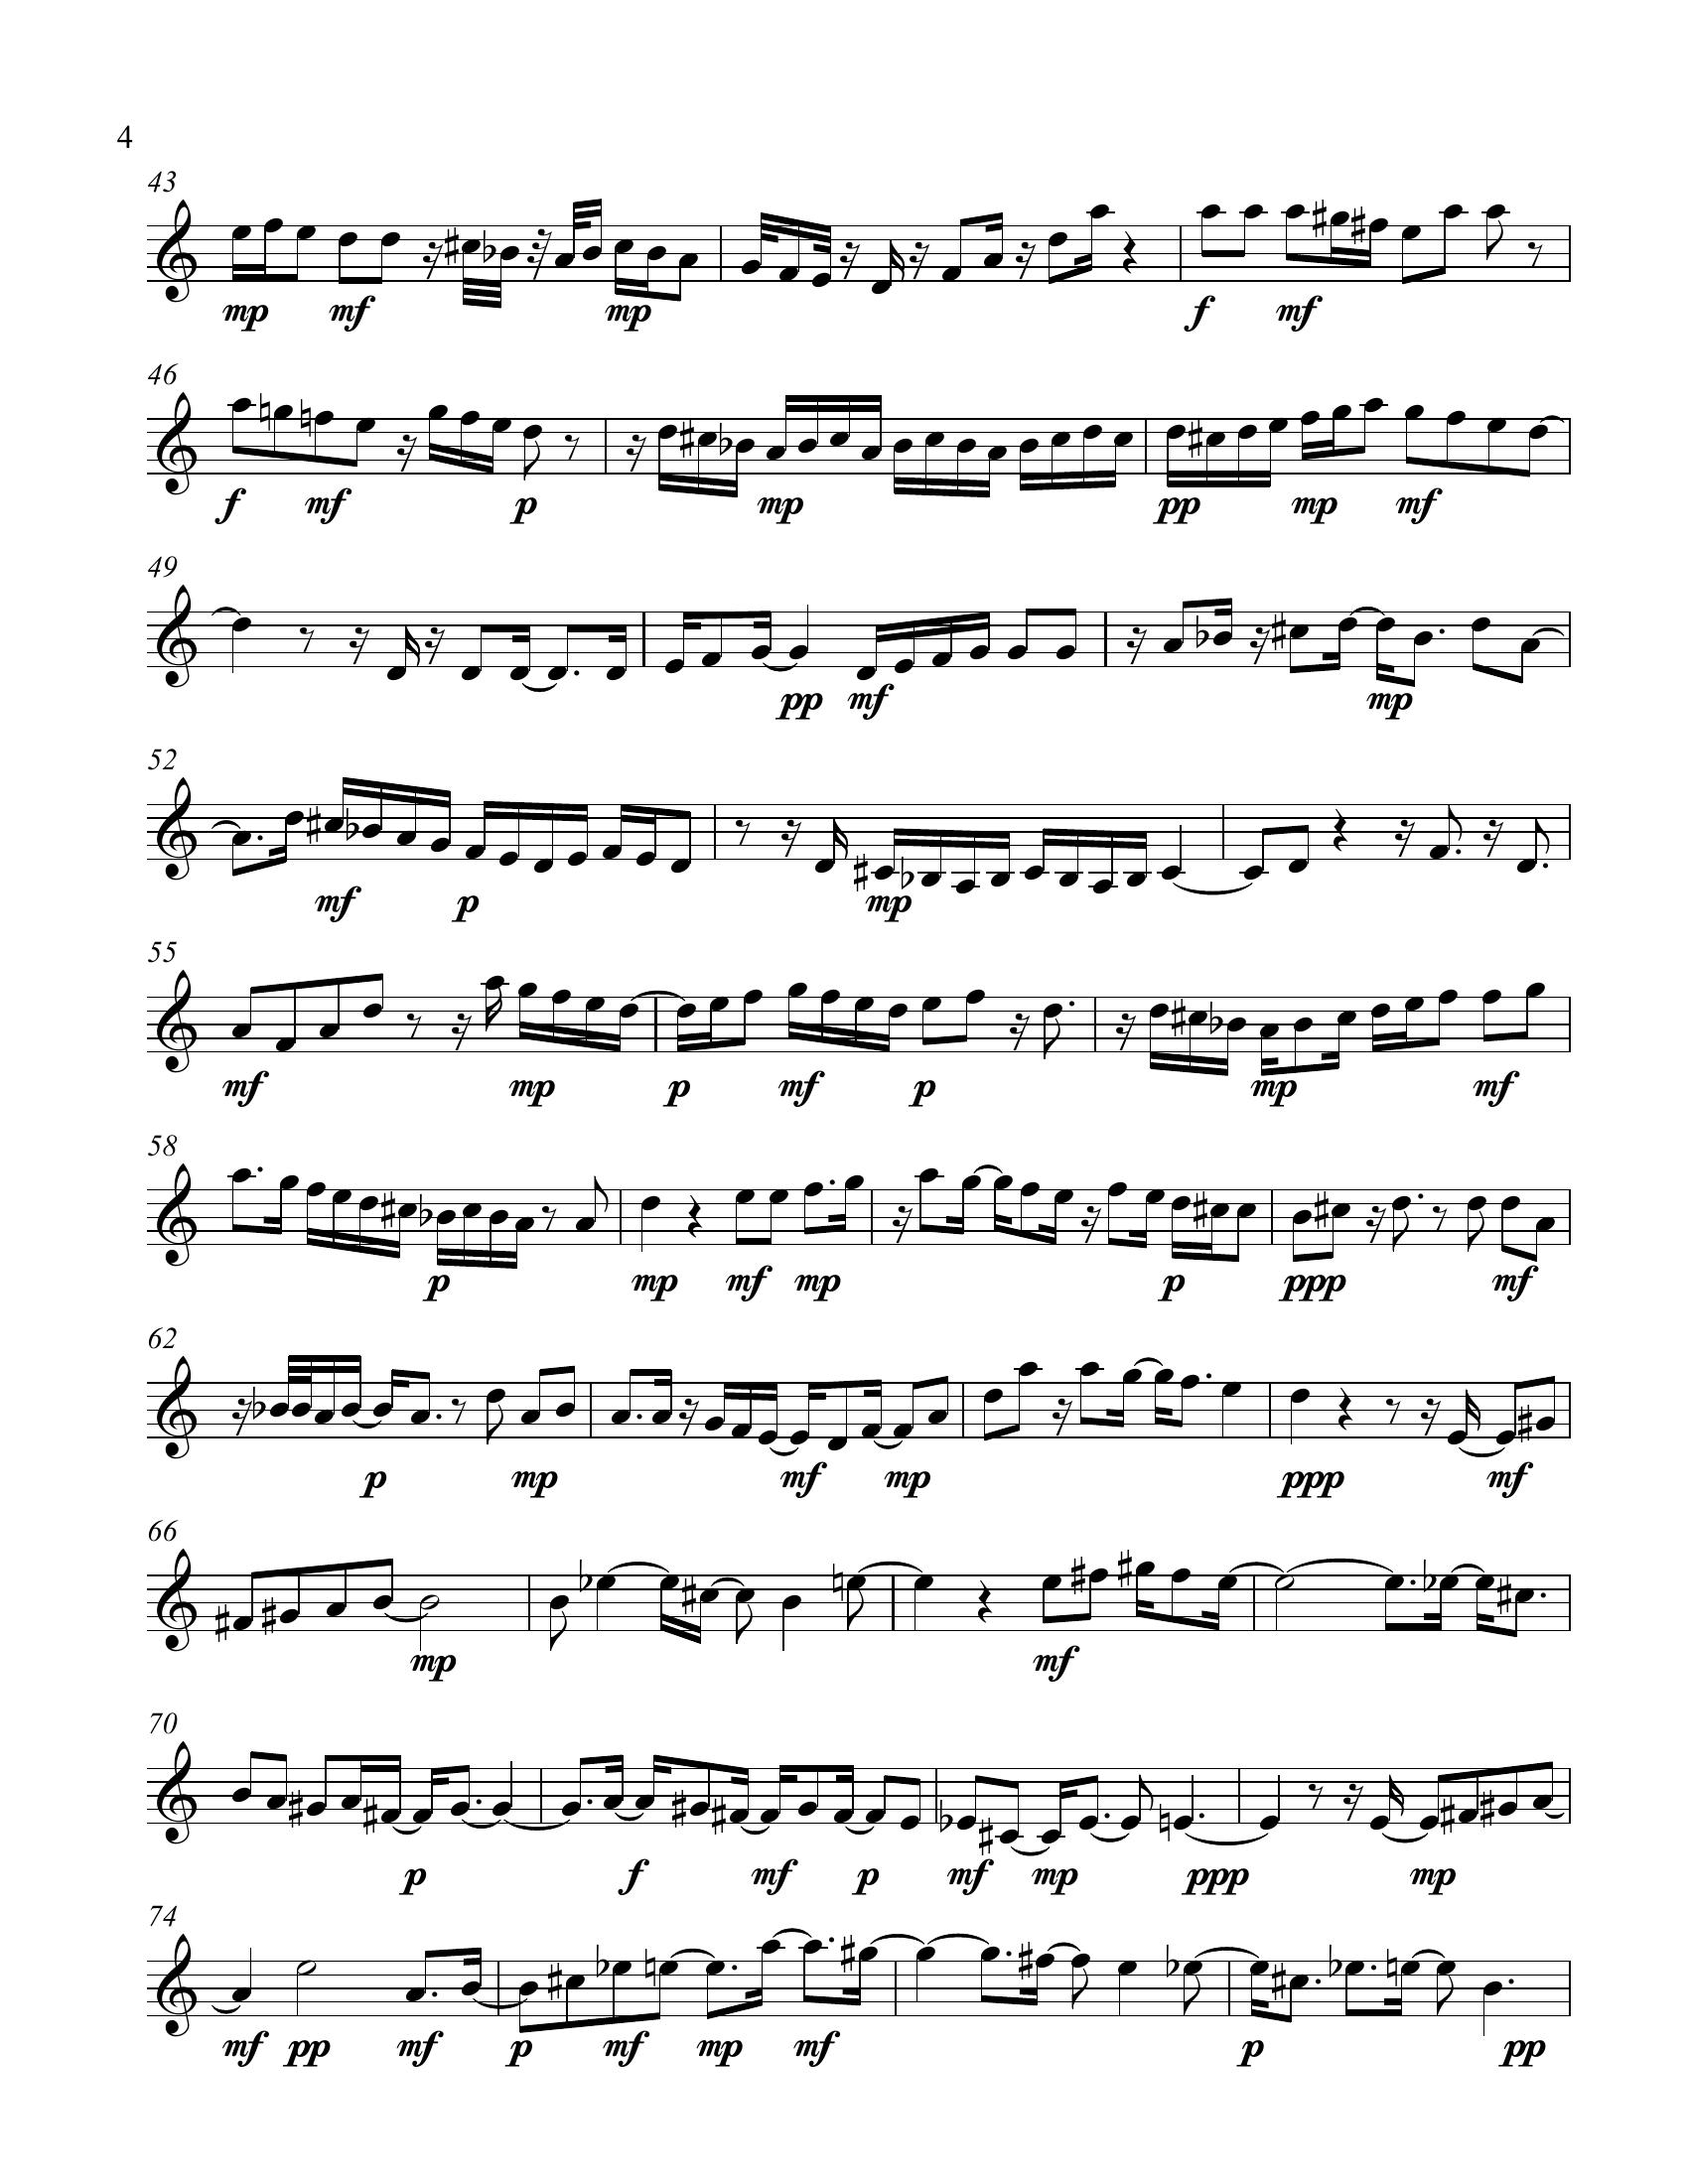 4
43
mp mf mp f mf
46
f mf p mp pp mp mf
49
pp mf mp
52
mf p mp
55
mf mp p mf p mp mf
58
p mp mf mp p ppp mf
62
p mp mf mp ppp mf
66
mp mf
70
p f mf p mf mp ppp mp
74
mf pp mf p mf mp mf p pp